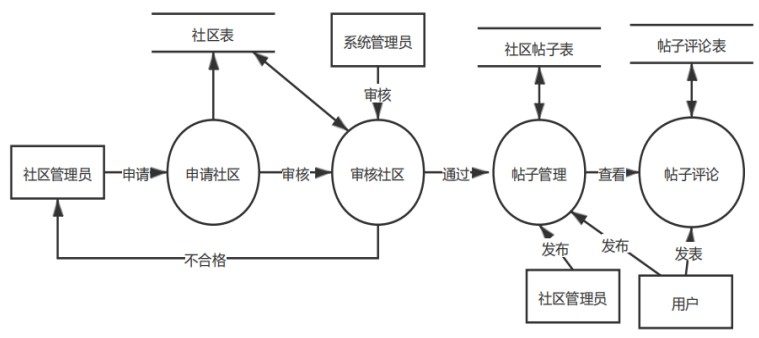 社区表
系统管理员
社区帖子表
帖子评论表
审核
社区管理员
申请
申请社区
审核
审核社区
通过
帖子管理
查看
帖子评论
不合格
发布
发布
发表
社区管理员
用户